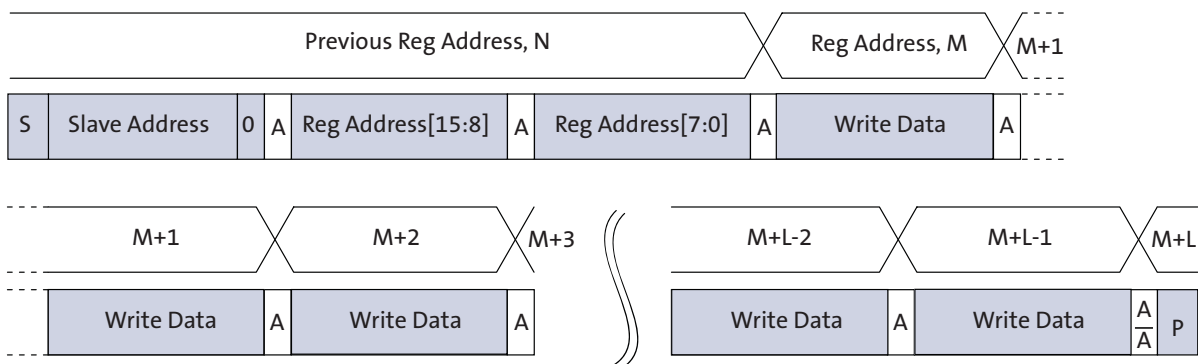 Previous Reg Address, N Reg Address, M M+1
S Slave Address 0 A Reg Address[15:8] A Reg Address[7:0] A Write Data A
M+1 M+2 M+3 M+L-2 M+L-1 M+L
Write Data A Write Data A Write Data A Write Data A/A̅ P